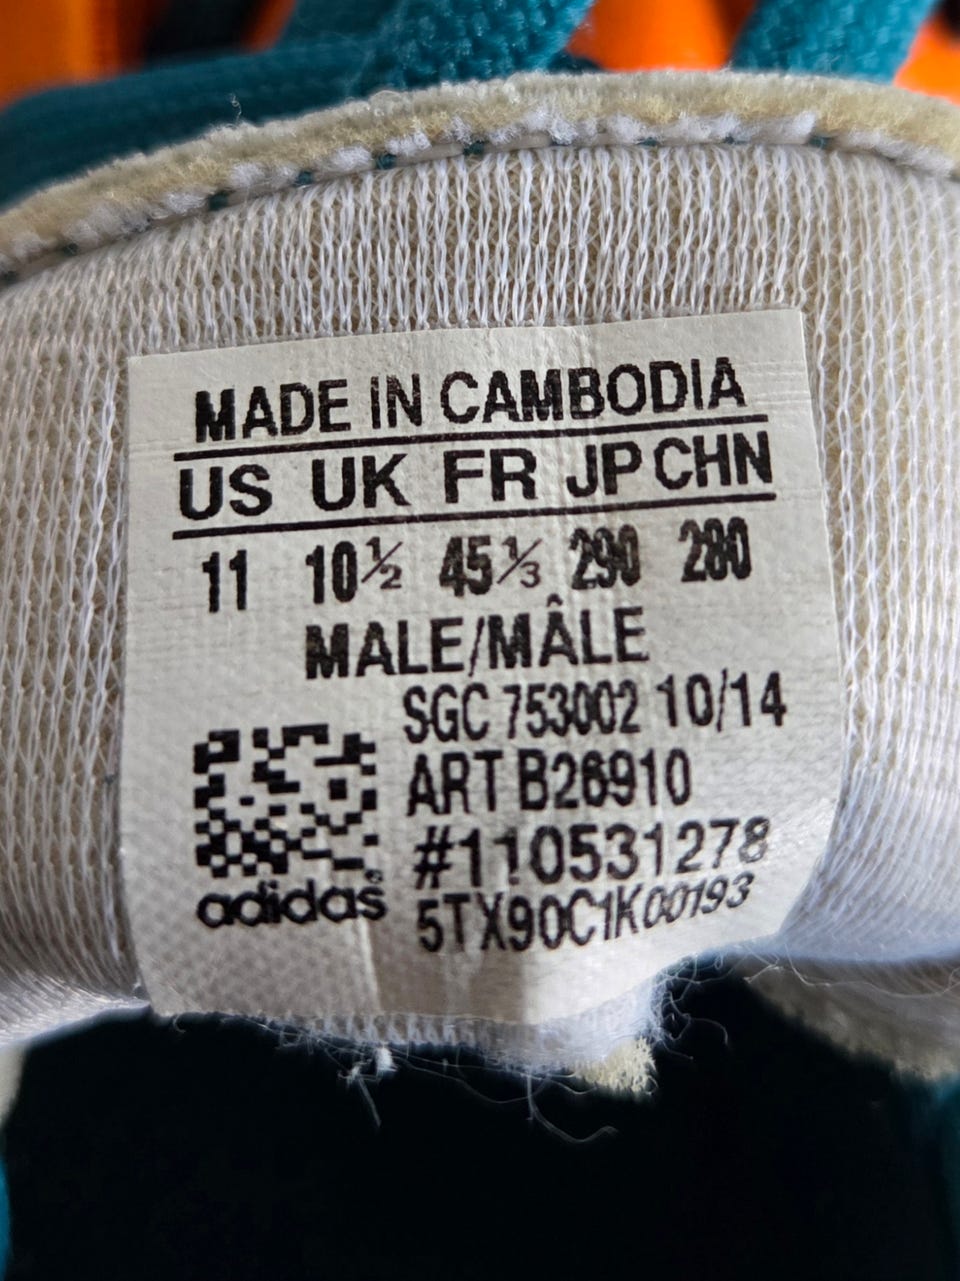 MADE IN CAMBODIA
US UK FR JP CHN
11 10½ 45⅓ 290 280
MALE/MÂLE
SGC 753002 10/14
ART B26910
#110531278
adidas
5TX90C1K00193